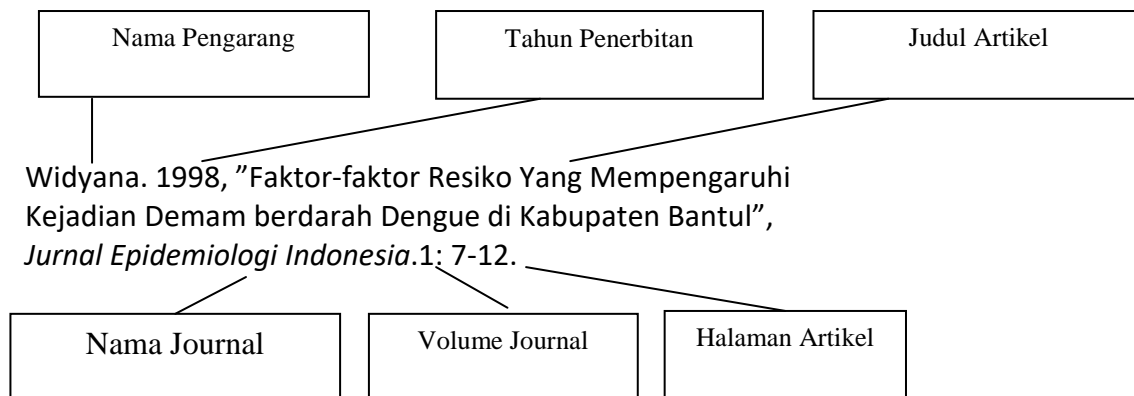 Nama Pengarang
Tahun Penerbitan
Judul Artikel
Widyana. 1998, ”Faktor-faktor Resiko Yang Mempengaruhi
Kejadian Demam berdarah Dengue di Kabupaten Bantul”,
Jurnal Epidemiologi Indonesia.1: 7-12.
Nama Journal
Volume Journal
Halaman Artikel